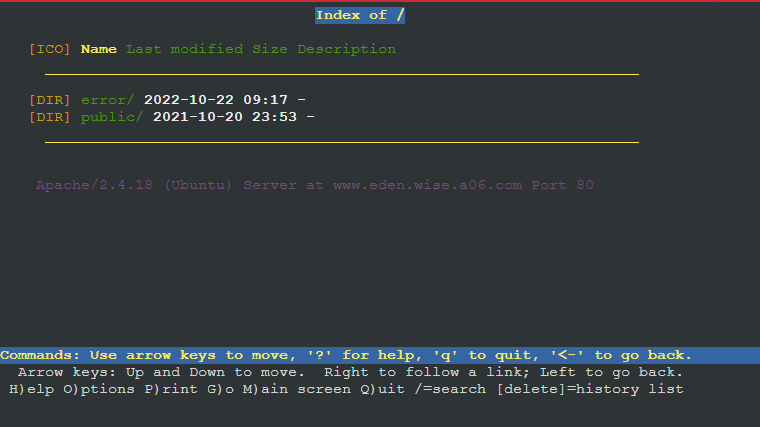 Index of /
[ICO] Name Last modified Size Description
[DIR] error/ 2022-10-22 09:17 -
[DIR] public/ 2021-10-20 23:53 -
Apache/2.4.18 (Ubuntu) Server at www.eden.wise.a06.com Port 80
Commands: Use arrow keys to move, '?' for help, 'q' to quit, '<-' to go back.
Arrow keys: Up and Down to move.  Right to follow a link; Left to go back.
H)elp O)ptions P)rint G)o M)ain screen Q)uit /=search [delete]=history list